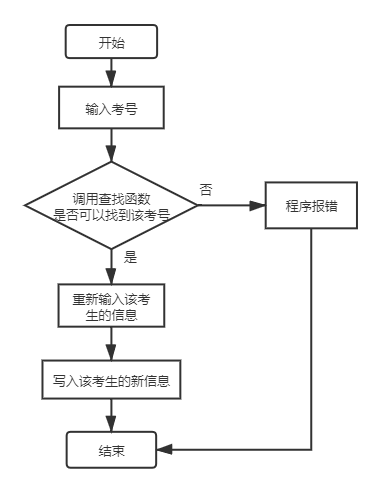 开始
输入考号
调用查找函数
是否可以找到该考号
否
程序报错
是
重新输入该考
生的信息
写入该考生的新信息
结束